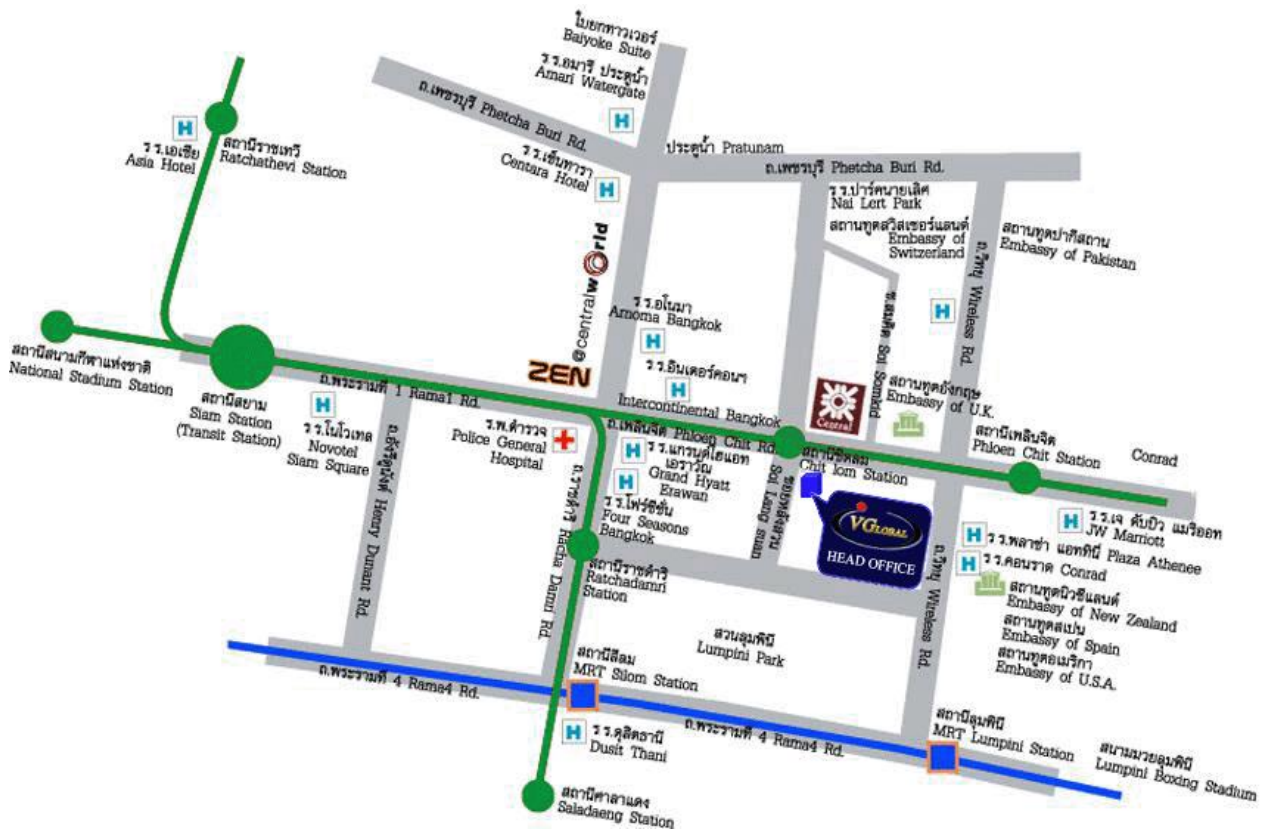 ใบยกทาวเวอร์
Baiyoke Suite
ร.ร.อมารี ประตูน้ำ
Amari Watergate
ถ.เพชรบุรี Phetcha Buri Rd.
ประตูน้ำ Pratunam
ถ.เพชรบุรี Phetcha Buri Rd.
ร.ร.เอเชีย
Asia Hotel
สถานีราชเทวี
Ratchathevi Station
ร.ร.เซ็นทารา
Centara Hotel
ร.ร.ปาร์คนายเลิศ
Nai Lert Park
สถานทูตสวิสเซอร์แลนด์
Embassy of
Switzerland
สถานทูตปากีสถาน
Embassy of Pakistan
ถ.วิทยุ Wireless Rd.
ซ.สมคิด Soi Somkid
ZEN @centralworld
ร.ร.อโนมา
Arnoma Bangkok
ร.ร.อินเตอร์คอนฯ
Intercontinental Bangkok
Central
สถานทูตอังกฤษ
Embassy of U.K.
สถานีสนามกีฬาแห่งชาติ
National Stadium Station
สถานีสยาม
Siam Station
(Transit Station)
ถ.พระรามที่ 1 Rama1 Rd.
ร.ร.โนโวเทล
Novotel
Siam Square
ร.พ.ตำรวจ
Police General
Hospital
ถ.เพลินจิต Phloen Chit Rd.
ร.ร.แกรนด์ไฮแอท
เอราวัณ
Grand Hyatt
Erawan
สถานีชิดลม
Chit lom Station
สถานีเพลินจิต
Phloen Chit Station
Conrad
ร.ร.เจ ดับบิว แมริออท
JW Marriott
ถ.อังรีดูนังต์ Henry Dunant Rd.
ถ.ราชดำริ Racha Damri Rd.
ร.ร.โฟร์ซีซั่น
Four Seasons
Bangkok
ซอยหลังสวน
Soi Lang suan
VGLOBAL
HEAD OFFICE
ร.ร.พลาซ่า แอททินี Plaza Athenee
ร.ร.คอนราด Conrad
สถานทูตนิวซีแลนด์
Embassy of New Zealand
สถานทูตสเปน
Embassy of Spain
สถานทูตอเมริกา
Embassy of U.S.A.
สถานีราชดำริ
Ratchadamri
Station
ถ.วิทยุ Wireless Rd.
สวนลุมพินี
Lumpini Park
ถ.พระรามที่ 4 Rama4 Rd.
สถานีสีลม
MRT Silom Station
ถ.พระรามที่ 4 Rama4 Rd.
สถานีลุมพินี
MRT Lumpini Station
สนามมวยลุมพินี
Lumpini Boxing Stadium
ร.ร.ดุสิตธานี
Dusit Thani
สถานีศาลาแดง
Saladaeng Station
H
H
H
H
H
H
H
H
H
H
H
H
H